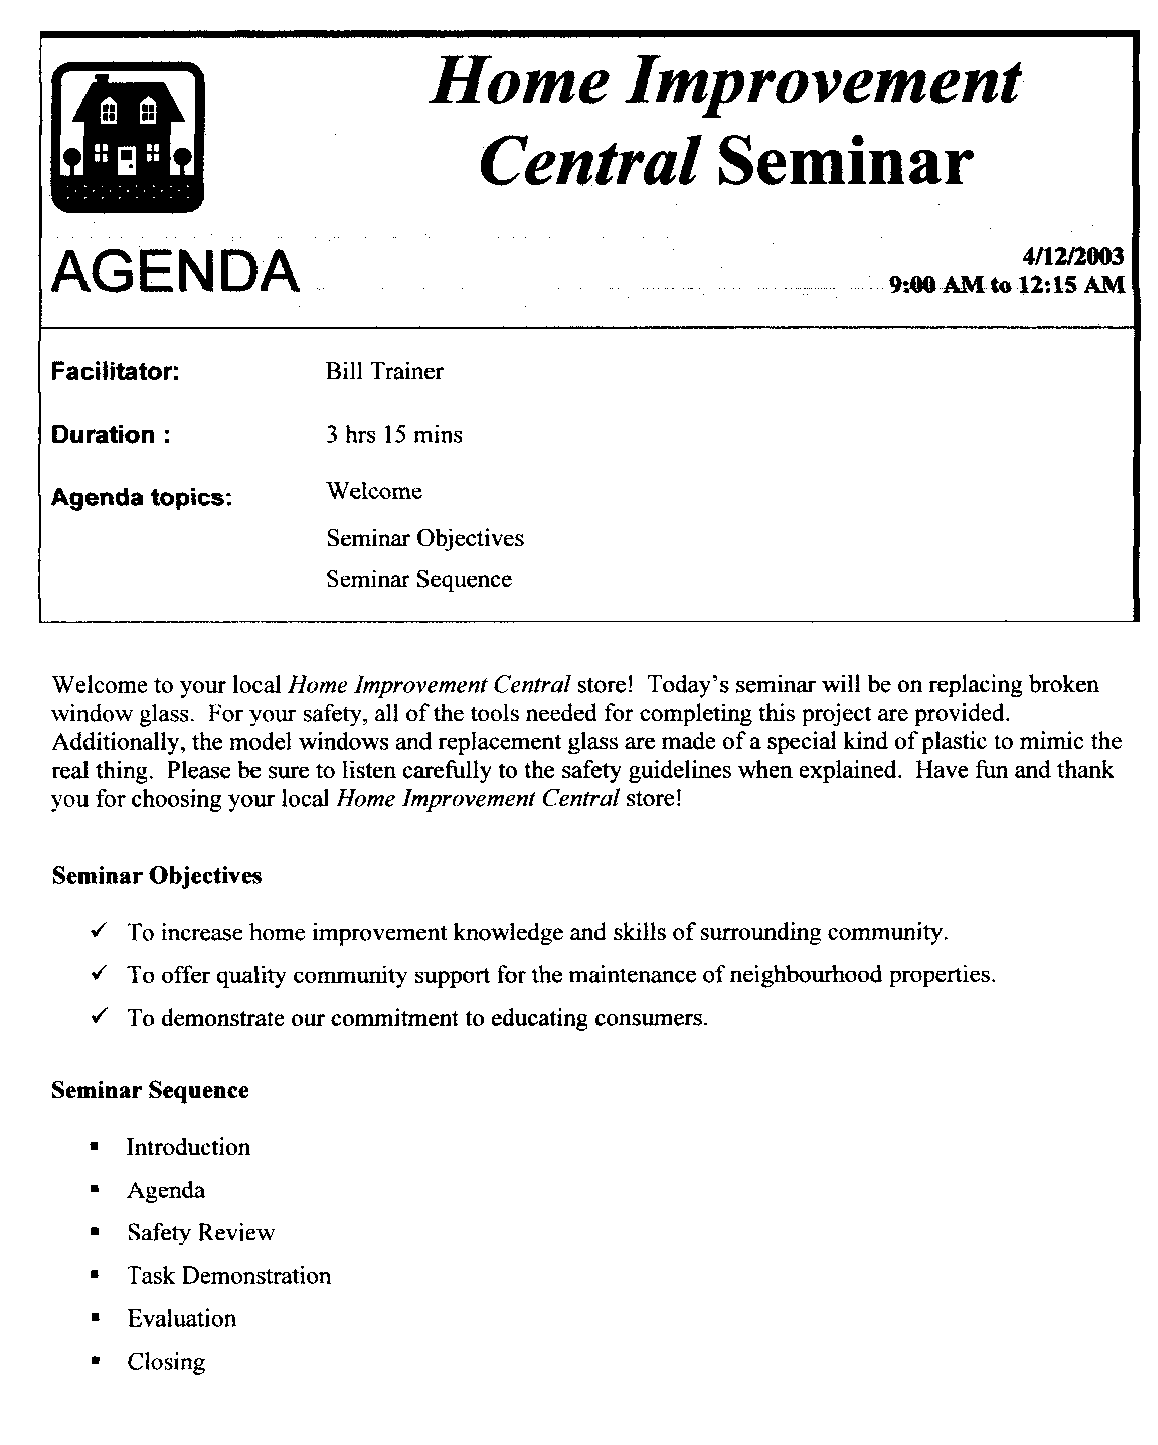 Home Improvement
Central Seminar
AGENDA
4/12/2003
9:00 AM to 12:15 AM
Facilitator: Bill Trainer
Duration : 3 hrs 15 mins
Agenda topics: Welcome
Seminar Objectives
Seminar Sequence
Welcome to your local Home Improvement Central store! Today's seminar will be on replacing broken
window glass. For your safety, all of the tools needed for completing this project are provided.
Additionally, the model windows and replacement glass are made of a special kind of plastic to mimic the
real thing. Please be sure to listen carefully to the safety guidelines when explained. Have fun and thank
you for choosing your local Home Improvement Central store!
Seminar Objectives
✓ To increase home improvement knowledge and skills of surrounding community.
✓ To offer quality community support for the maintenance of neighbourhood properties.
✓ To demonstrate our commitment to educating consumers.
Seminar Sequence
▪ Introduction
▪ Agenda
▪ Safety Review
▪ Task Demonstration
▪ Evaluation
▪ Closing